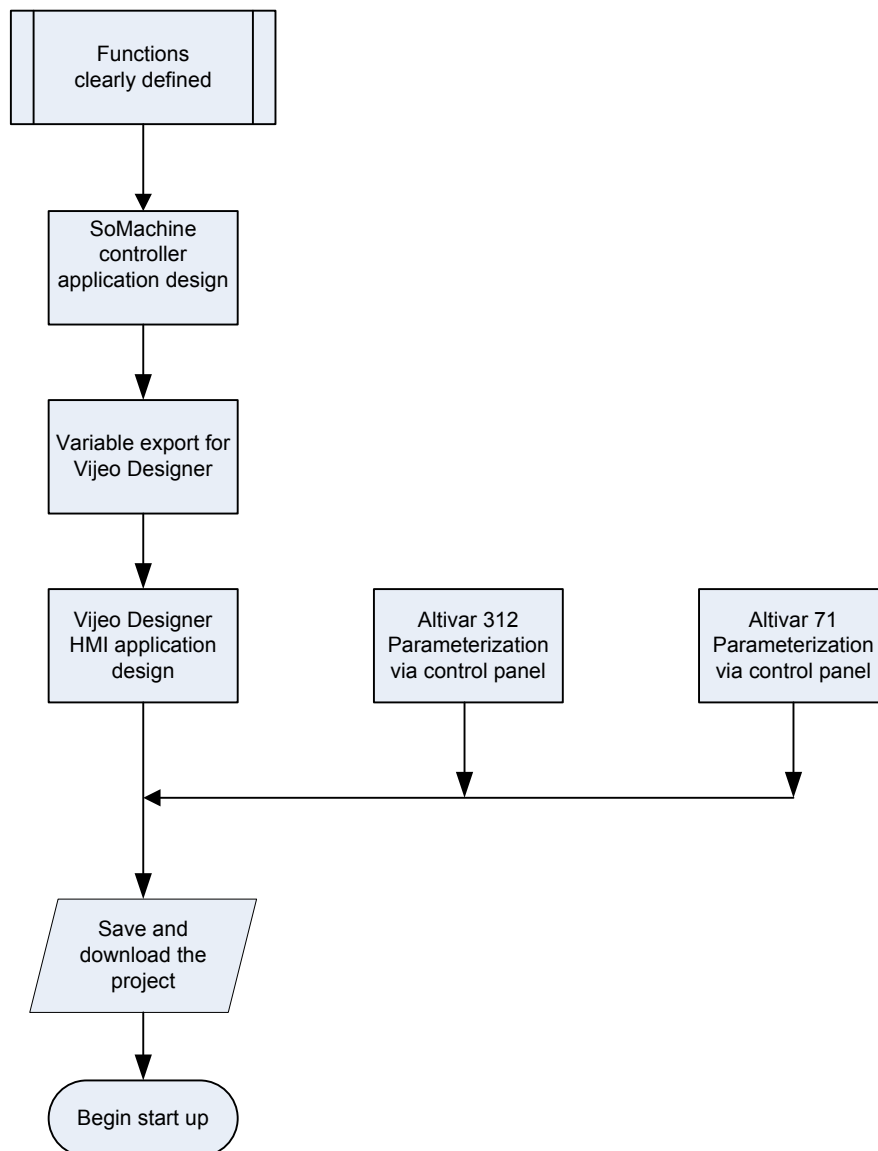 Functions
clearly defined
SoMachine
controller
application design
Variable export for
Vijeo Designer
Vijeo Designer
HMI application
design
Altivar 312
Parameterization
via control panel
Altivar 71
Parameterization
via control panel
Save and
download the
project
Begin start up